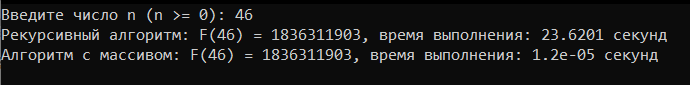 Введите число n (n >= 0): 46
Рекурсивный алгоритм: F(46) = 1836311903, время выполнения: 23.6201 секунд
Алгоритм с массивом: F(46) = 1836311903, время выполнения: 1.2e-05 секунд